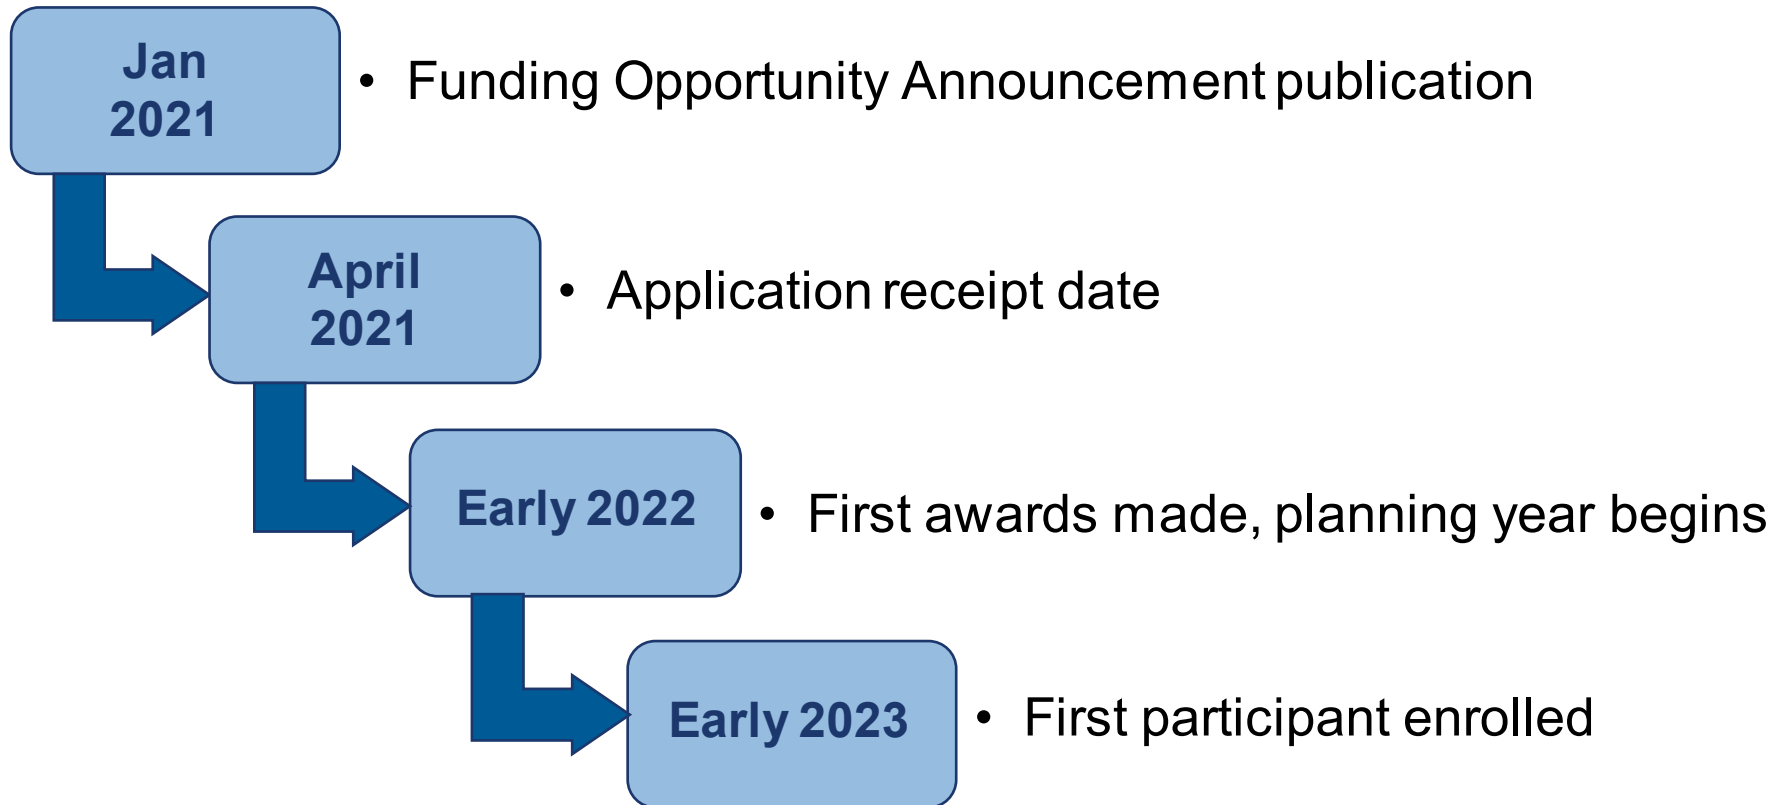 Jan
2021
• Funding Opportunity Announcement publication
April
2021
• Application receipt date
Early 2022
• First awards made, planning year begins
Early 2023
• First participant enrolled